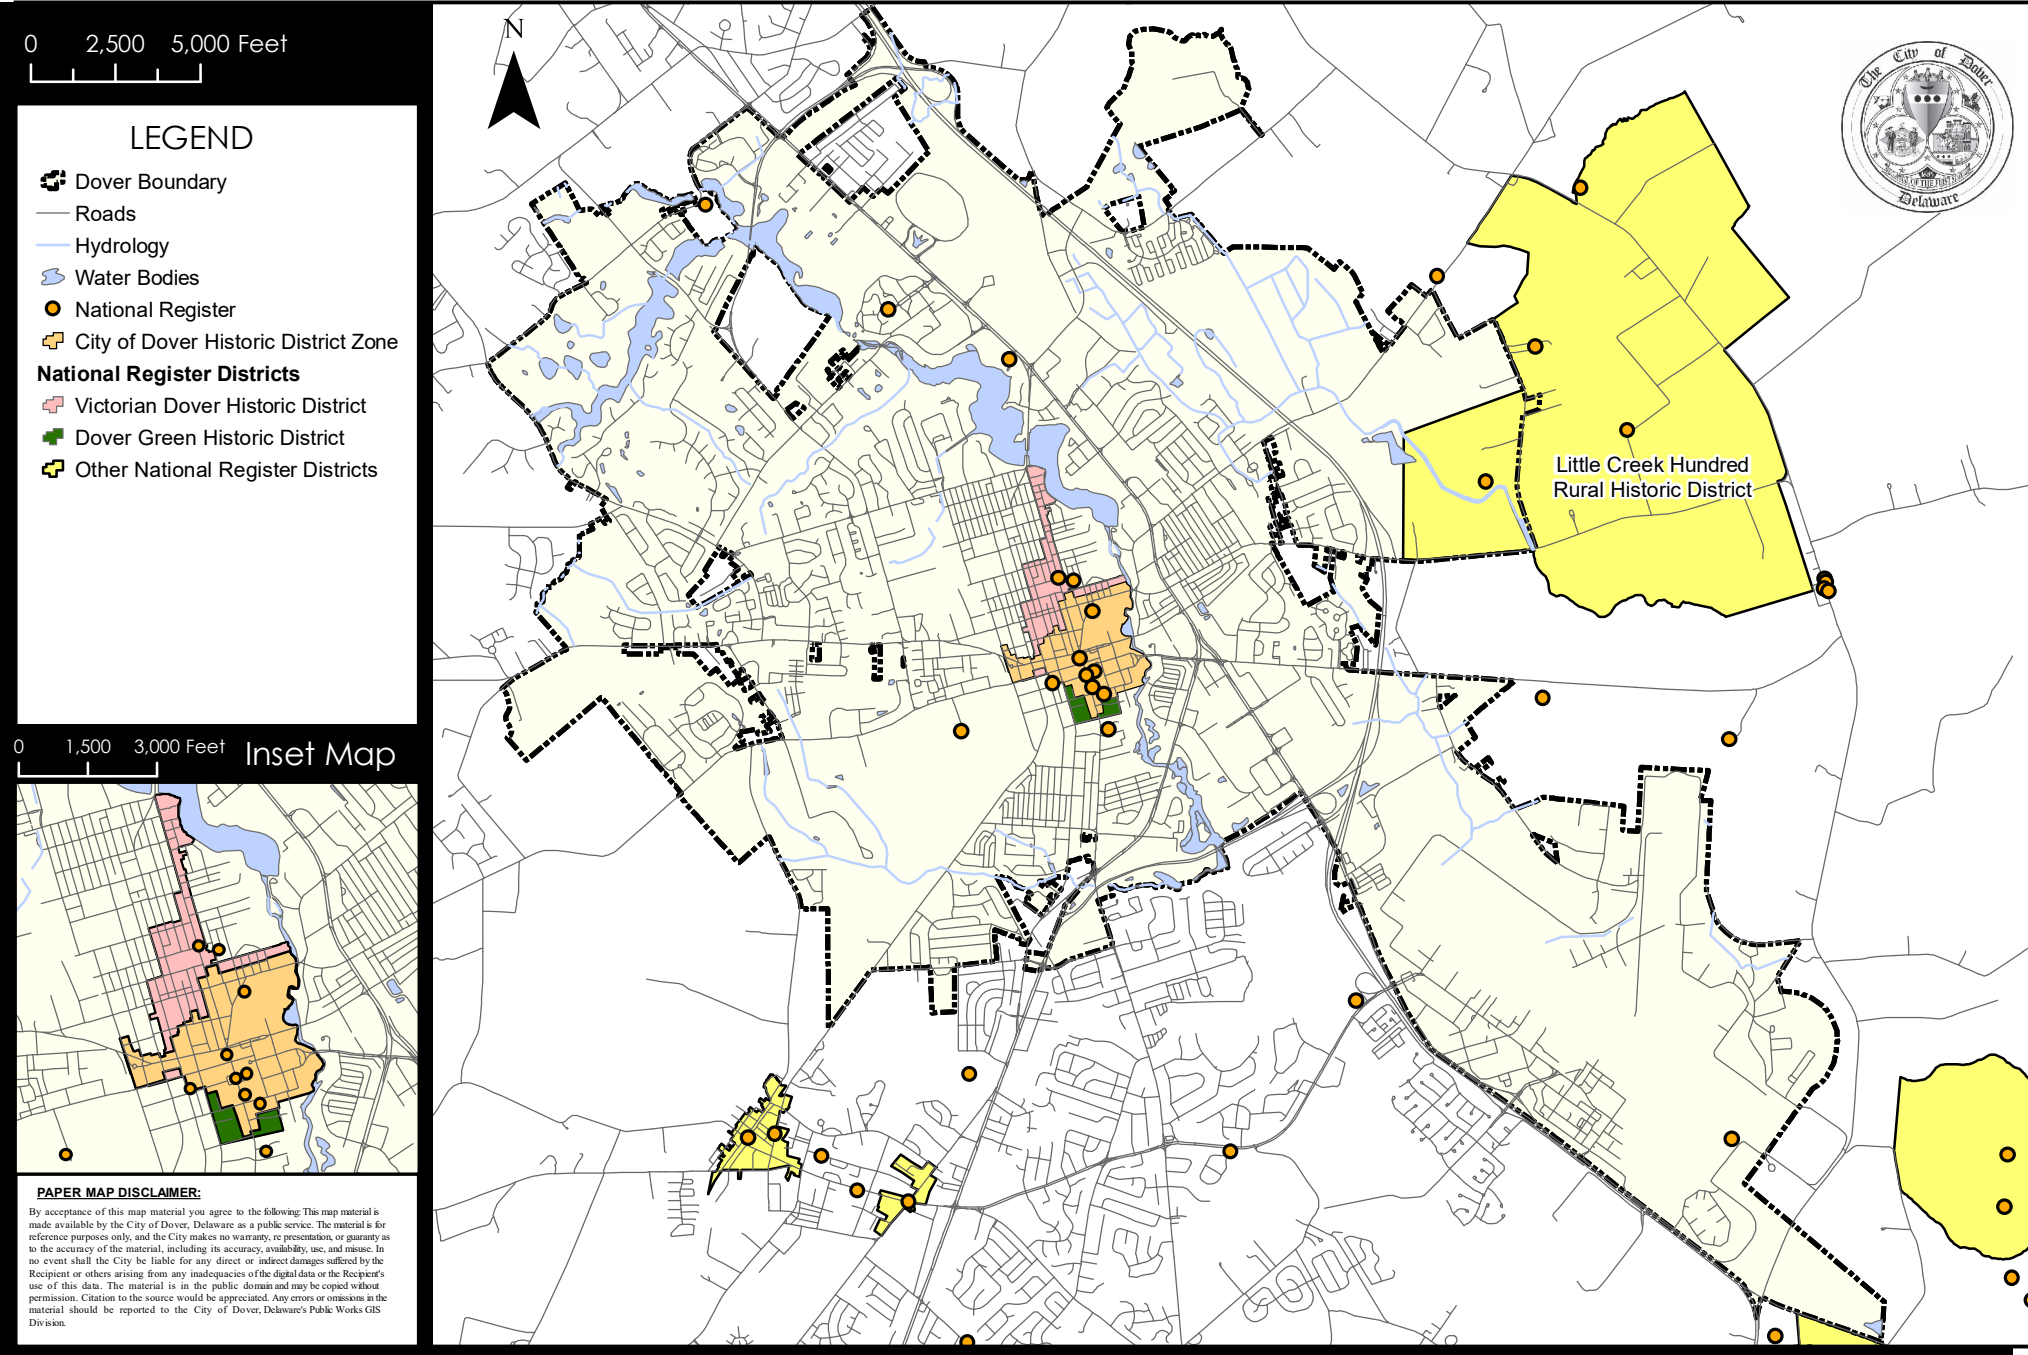 0 2,500 5,000 Feet
LEGEND
Dover Boundary
Roads
Hydrology
Water Bodies
National Register
City of Dover Historic District Zone
National Register Districts
Victorian Dover Historic District
Dover Green Historic District
Other National Register Districts
0 1,500 3,000 Feet
Inset Map
PAPER MAP DISCLAIMER:
By acceptance of this map material you agree to the following: This map material is
made available by the City of Dover, Delaware as a public service. The material is for
reference purposes only, and the City makes no warranty, re presentation, or guaranty as
to the accuracy of the material, including its accuracy, availability, use, and misuse. In
no event shall the City be liable for any direct or indirect damages suffered by the
Recipient or others arising from any inadequacies of the digital data or the Recipient's
use of this data. The material is in the public domain and may be copied without
permission. Citation to the source would be appreciated. Any errors or omissions in the
material should be reported to the City of Dover, Delaware's Public Works GIS
Division.
N
The City of Dover
Delaware
Little Creek Hundred
Rural Historic District